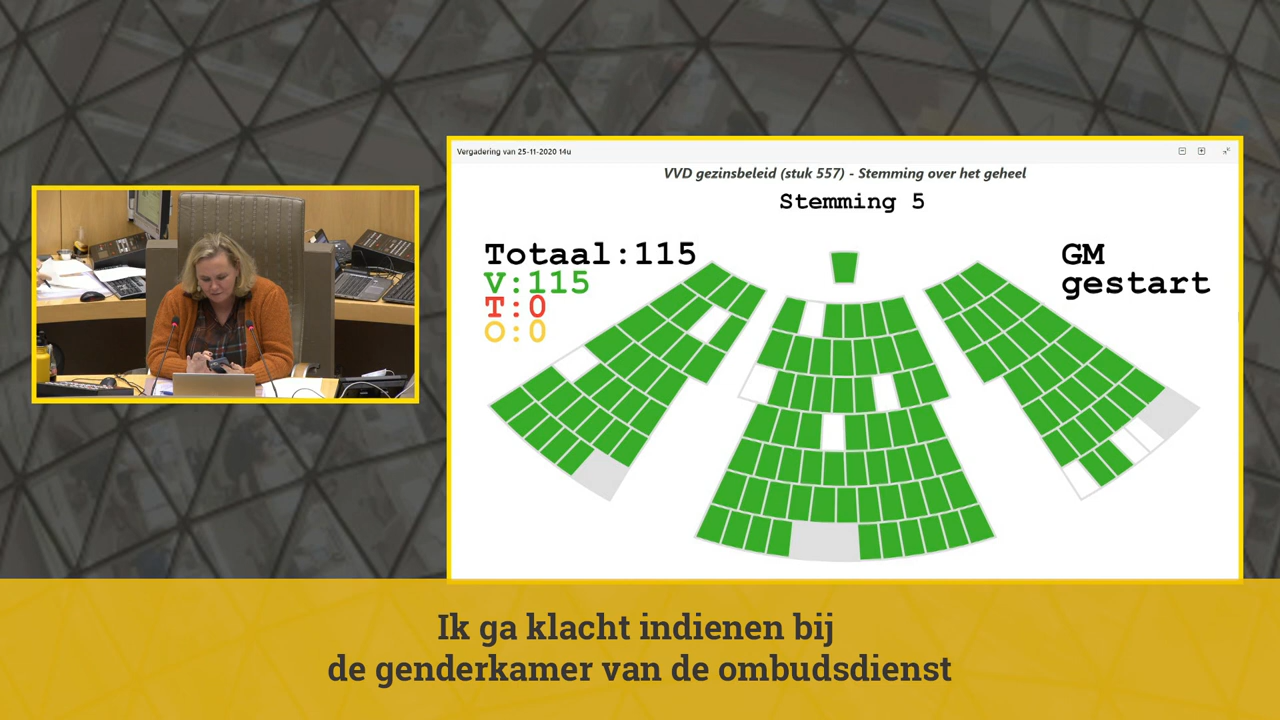 Vergadering van 25-11-2020 14u
VVD gezinsbeleid (stuk 557) - Stemming over het geheel
Stemming 5
Totaal:115
V:115
T:0
O:0
GM
gestart
Ik ga klacht indienen bij
de genderkamer van de ombudsdienst